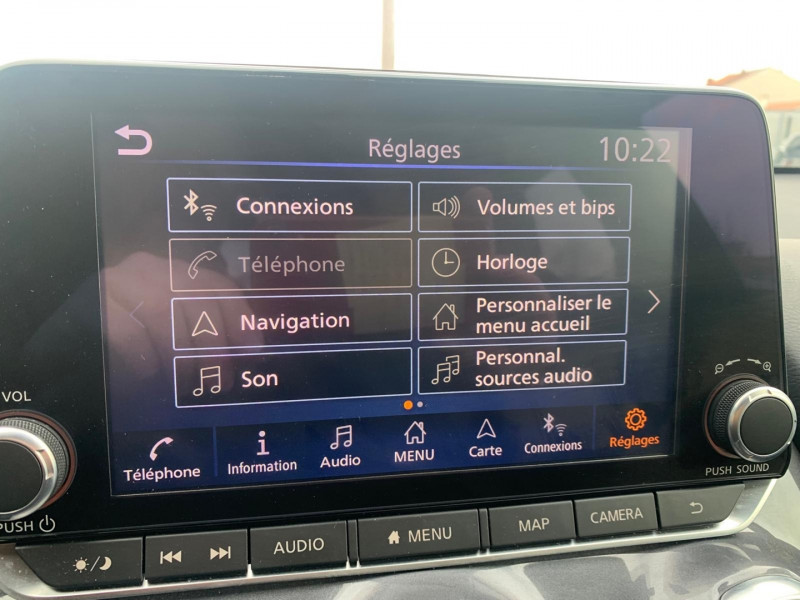 Réglages
10:22
Connexions
Volumes et bips
Téléphone
Horloge
Navigation
Personnaliser le
menu accueil
Son
Personnal.
sources audio
Téléphone
Information
Audio
MENU
Carte
Connexions
Réglages
VOL
PUSH
PUSH SOUND
AUDIO
MENU
MAP
CAMERA